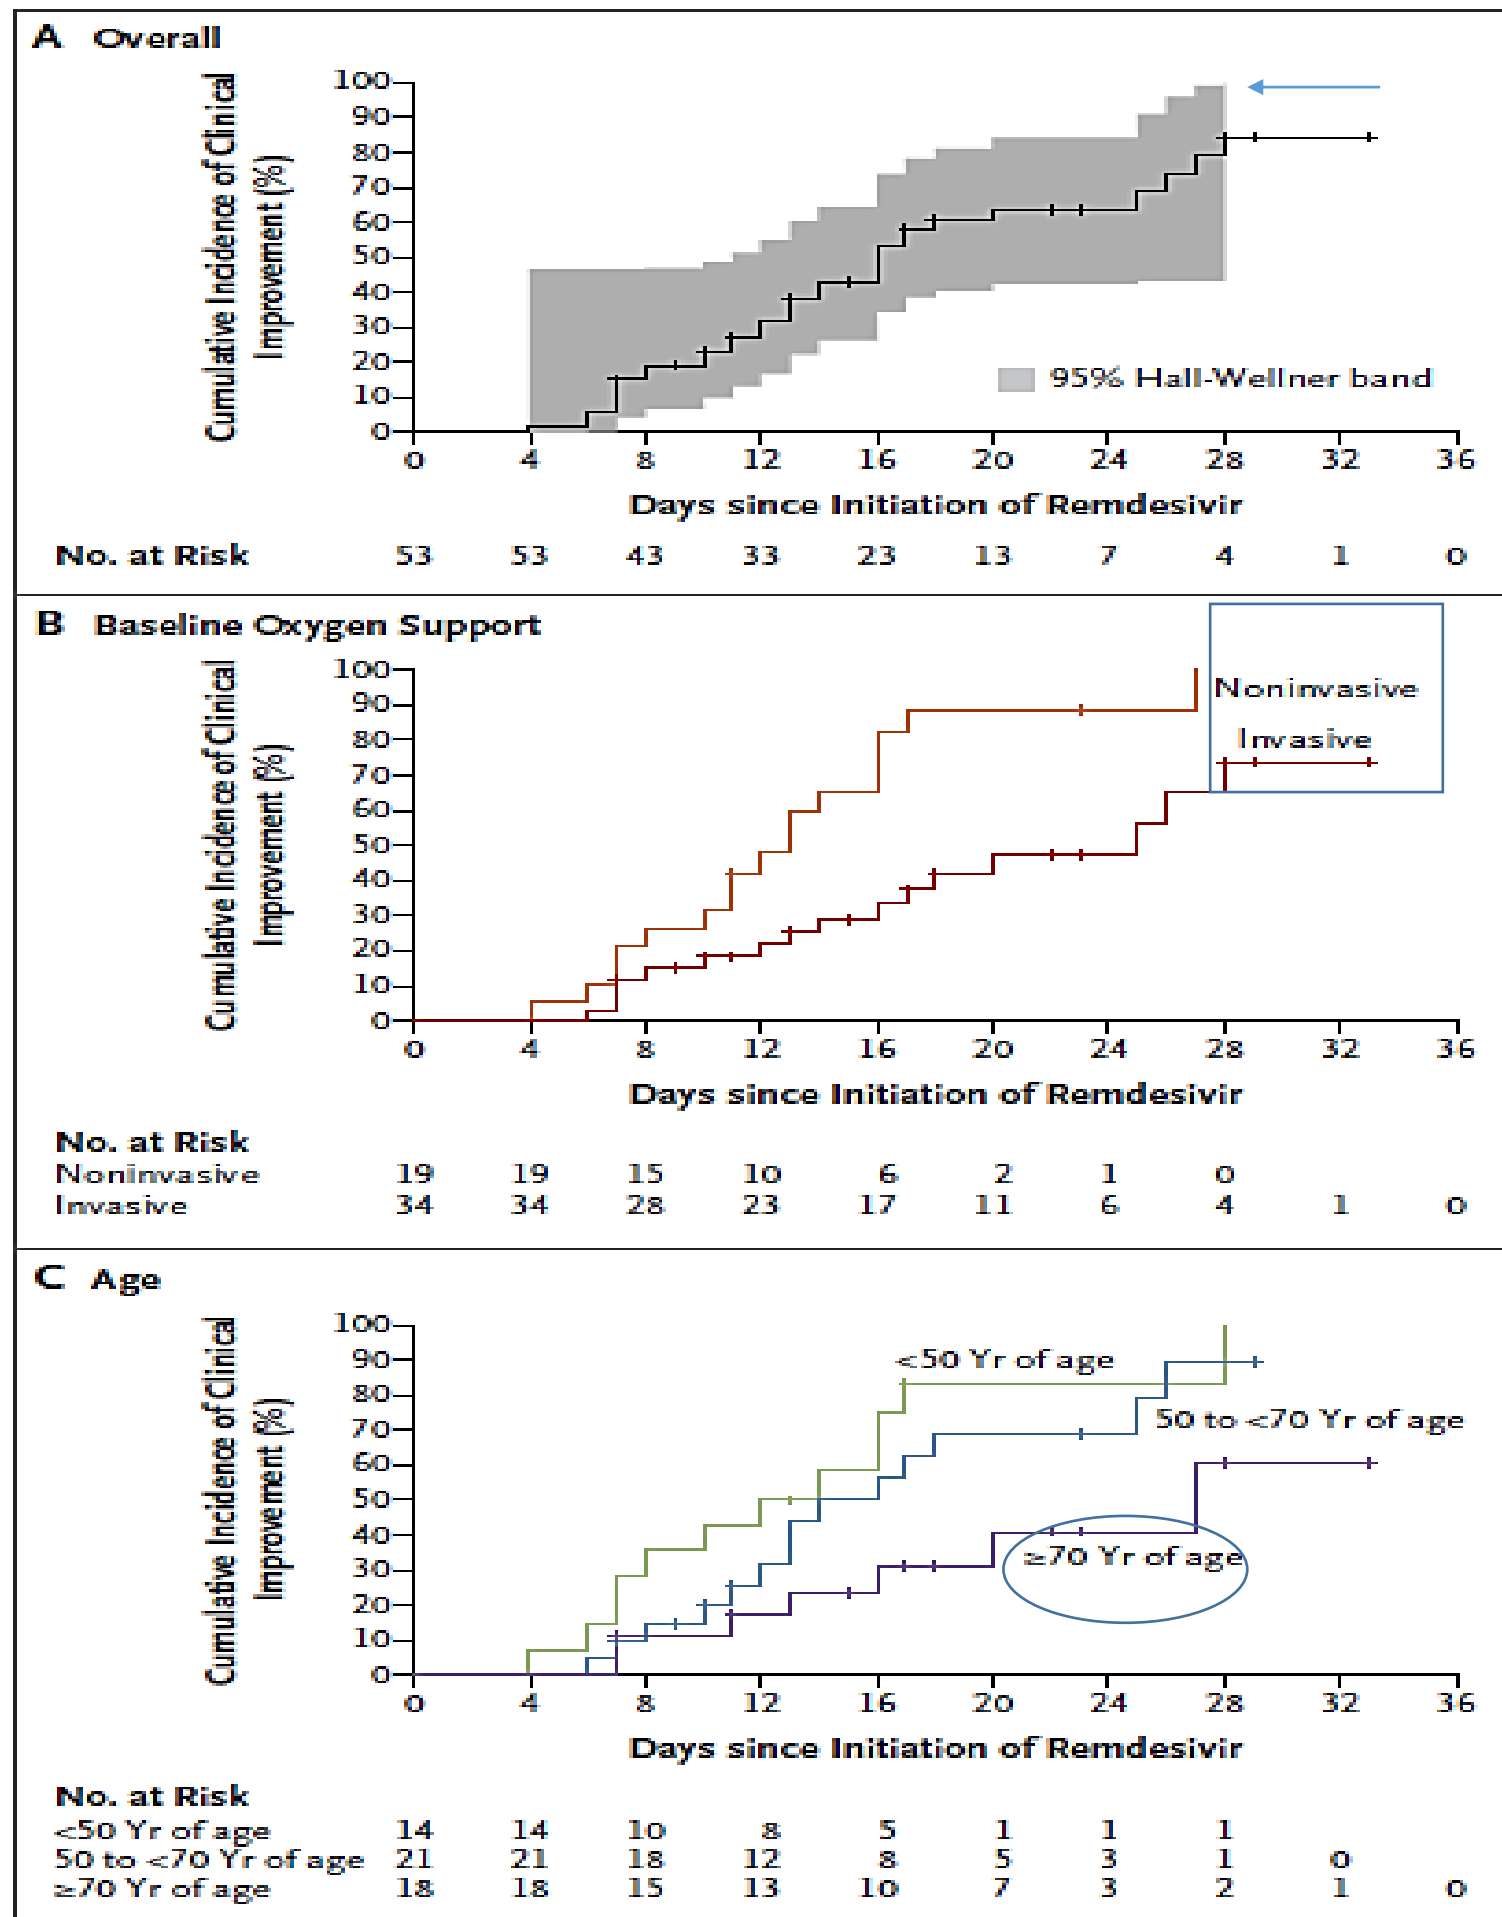 A Overall
Cumulative Incidence of Clinical
Improvement (%)
100
90
80
70
60
50
40
30
20
10
0
95% Hall-Wellner band
0 4 8 12 16 20 24 28 32 36
Days since Initiation of Remdesivir
No. at Risk 53 53 43 33 23 13 7 4 1 0
B Baseline Oxygen Support
Cumulative Incidence of Clinical
Improvement (%)
100
90
80
70
60
50
40
30
20
10
0
Noninvasive
Invasive
0 4 8 12 16 20 24 28 32 36
Days since Initiation of Remdesivir
No. at Risk
Noninvasive 19 19 15 10 6 2 1 0
Invasive 34 34 28 23 17 11 6 4 1 0
C Age
Cumulative Incidence of Clinical
Improvement (%)
100
90
80
70
60
50
40
30
20
10
0
<50 Yr of age
50 to <70 Yr of age
≥70 Yr of age
0 4 8 12 16 20 24 28 32 36
Days since Initiation of Remdesivir
No. at Risk
<50 Yr of age 14 14 10 8 5 1 1 1
50 to <70 Yr of age 21 21 18 12 8 5 3 1 0
≥70 Yr of age 18 18 15 13 10 7 3 2 1 0